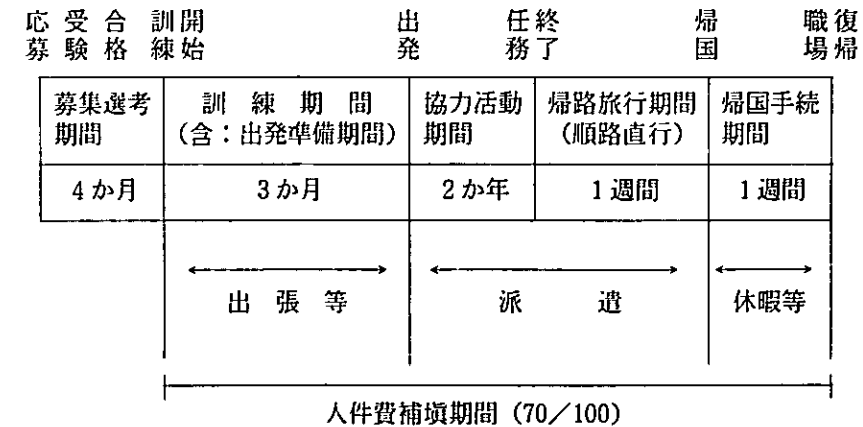 応募 受験 合格 訓練開始 出発 任務終了 帰国 職場復帰
募集選考期間 訓練期間(含:出発準備期間) 協力活動期間 帰路旅行期間(順路直行) 帰国手続期間
4か月 3か月 2か年 1週間 1週間
出張等 派遣 休暇等
人件費補塡期間(70/100)